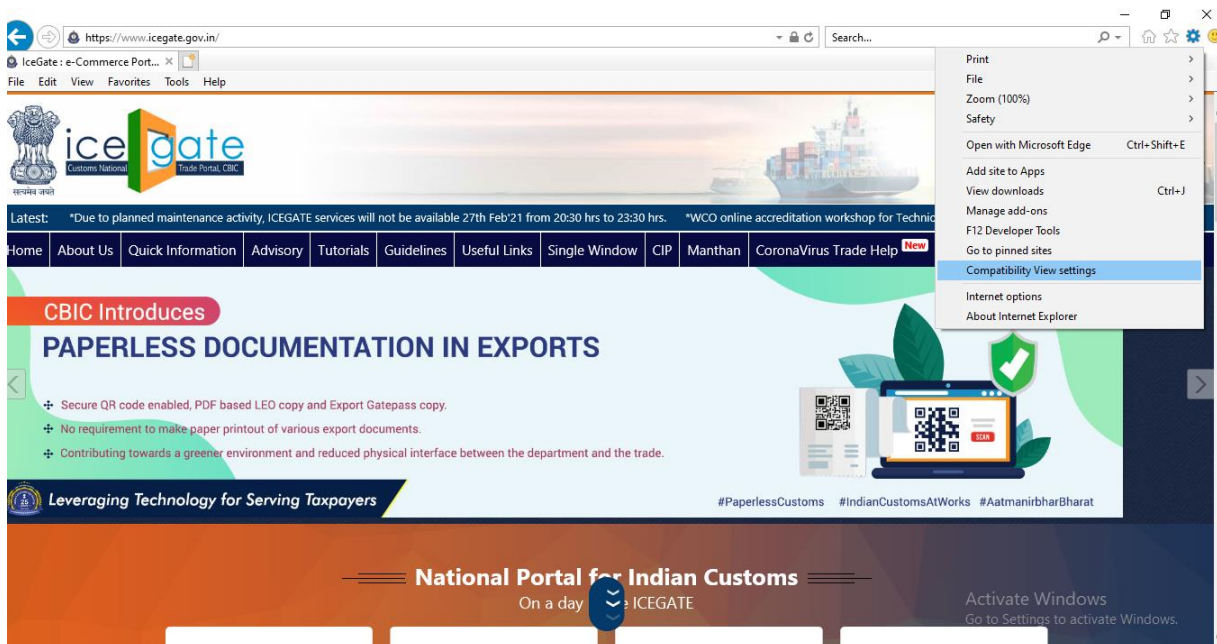 https://www.icegate.gov.in/
Search...
IceGate : e-Commerce Port...
File Edit View Favorites Tools Help
Print
File
Zoom (100%)
Safety
Open with Microsoft Edge Ctrl+Shift+E
Add site to Apps
View downloads Ctrl+J
Manage add-ons
F12 Developer Tools
Go to pinned sites
Compatibility View settings
Internet options
About Internet Explorer
सत्यमेव जयते
ice gate
Customs National Trade Portal, CBIC
Latest: *Due to planned maintenance activity, ICEGATE services will not be available 27th Feb'21 from 20:30 hrs to 23:30 hrs. *WCO online accreditation workshop for Technic
Home About Us Quick Information Advisory Tutorials Guidelines Useful Links Single Window CIP Manthan CoronaVirus Trade Help New
CBIC Introduces
PAPERLESS DOCUMENTATION IN EXPORTS
Secure QR code enabled, PDF based LEO copy and Export Gatepass copy.
No requirement to make paper printout of various export documents.
Contributing towards a greener environment and reduced physical interface between the department and the trade.
SCAN
Leveraging Technology for Serving Taxpayers
#PaperlessCustoms #IndianCustomsAtWorks #AatmanirbharBharat
National Portal for Indian Customs
On a day ICEGATE
Activate Windows
Go to Settings to activate Windows.